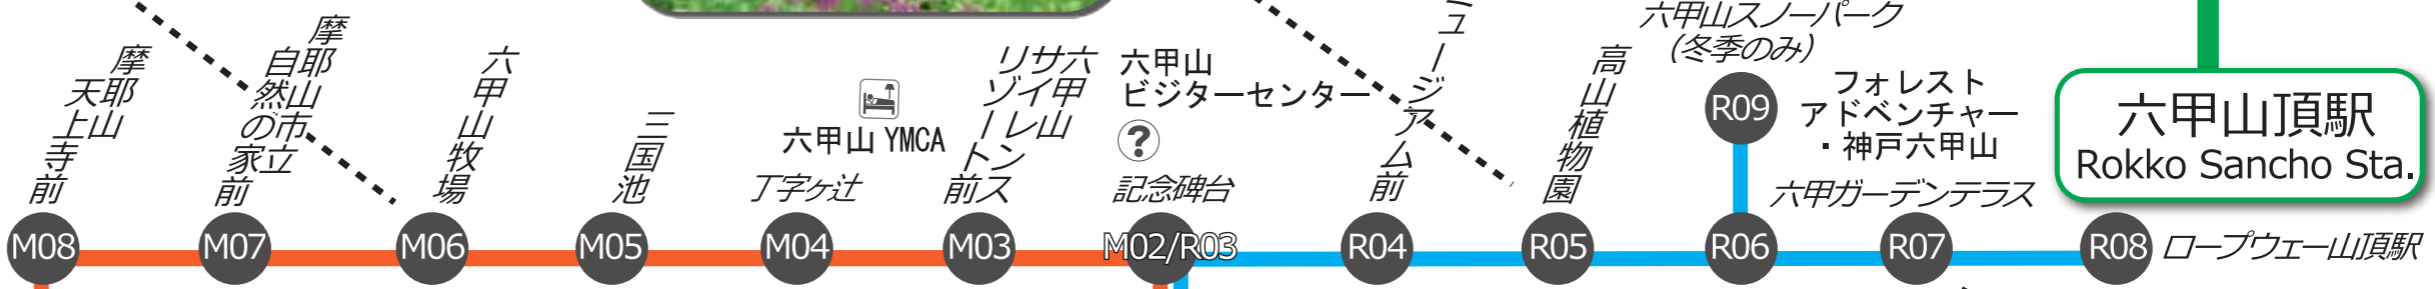 摩耶山
天上寺前
摩耶山市立
自然の家前
六甲山牧場
三国池
六甲山 YMCA
丁字ヶ辻
六甲山
サイレンス
リゾート前
六甲山
ビジターセンター
?
記念碑台
ュージアム前
高山植物園
六甲山スノーパーク
(冬季のみ)
R09
フォレスト
アドベンチャー
・神戸六甲山
六甲ガーデンテラス
六甲山頂駅
Rokko Sancho Sta.
M08
M07
M06
M05
M04
M03
M02/R03
R04
R05
R06
R07
R08
ロープウェー山頂駅